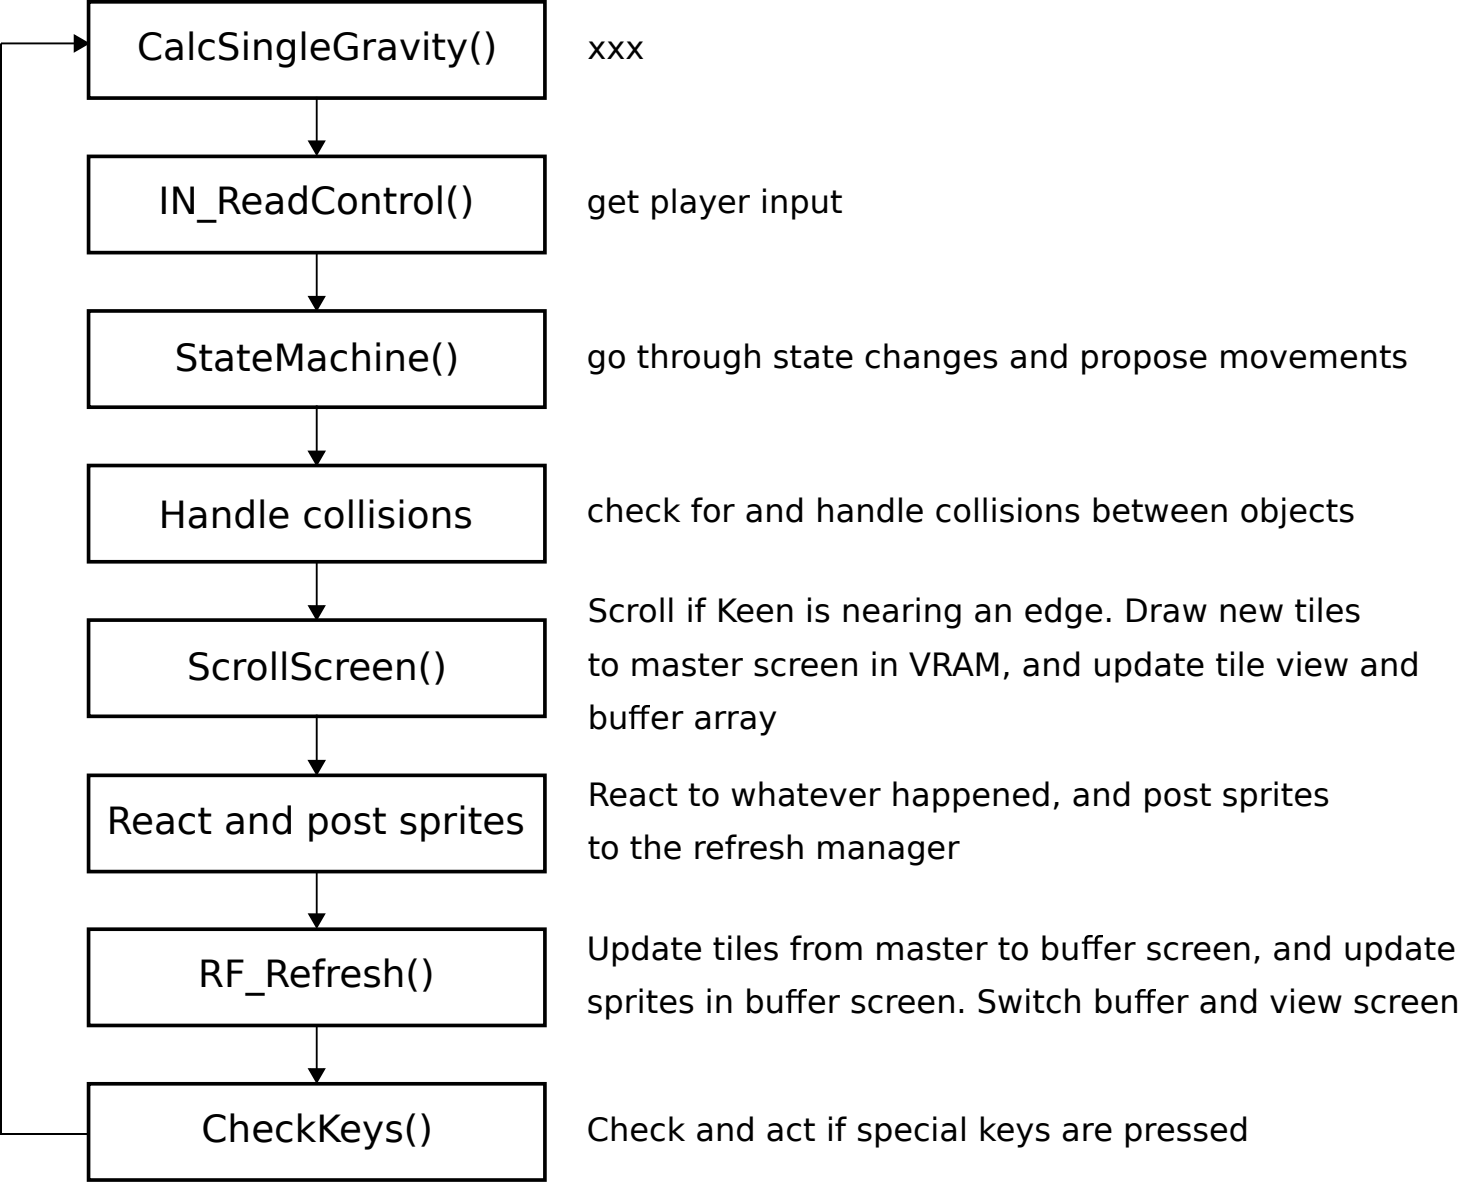 CalcSingleGravity()
xxx
IN_ReadControl()
get player input
StateMachine()
go through state changes and propose movements
Handle collisions
check for and handle collisions between objects
ScrollScreen()
Scroll if Keen is nearing an edge. Draw new tiles
to master screen in VRAM, and update tile view and
buffer array
React and post sprites
React to whatever happened, and post sprites
to the refresh manager
RF_Refresh()
Update tiles from master to buffer screen, and update
sprites in buffer screen. Switch buffer and view screen
CheckKeys()
Check and act if special keys are pressed